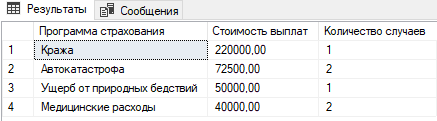 Результаты Сообщения
Программа страхования Стоимость выплат Количество случаев
1 Кража 220000,00 1
2 Автокатастрофа 72500,00 2
3 Ущерб от природных бедствий 50000,00 1
4 Медицинские расходы 40000,00 2